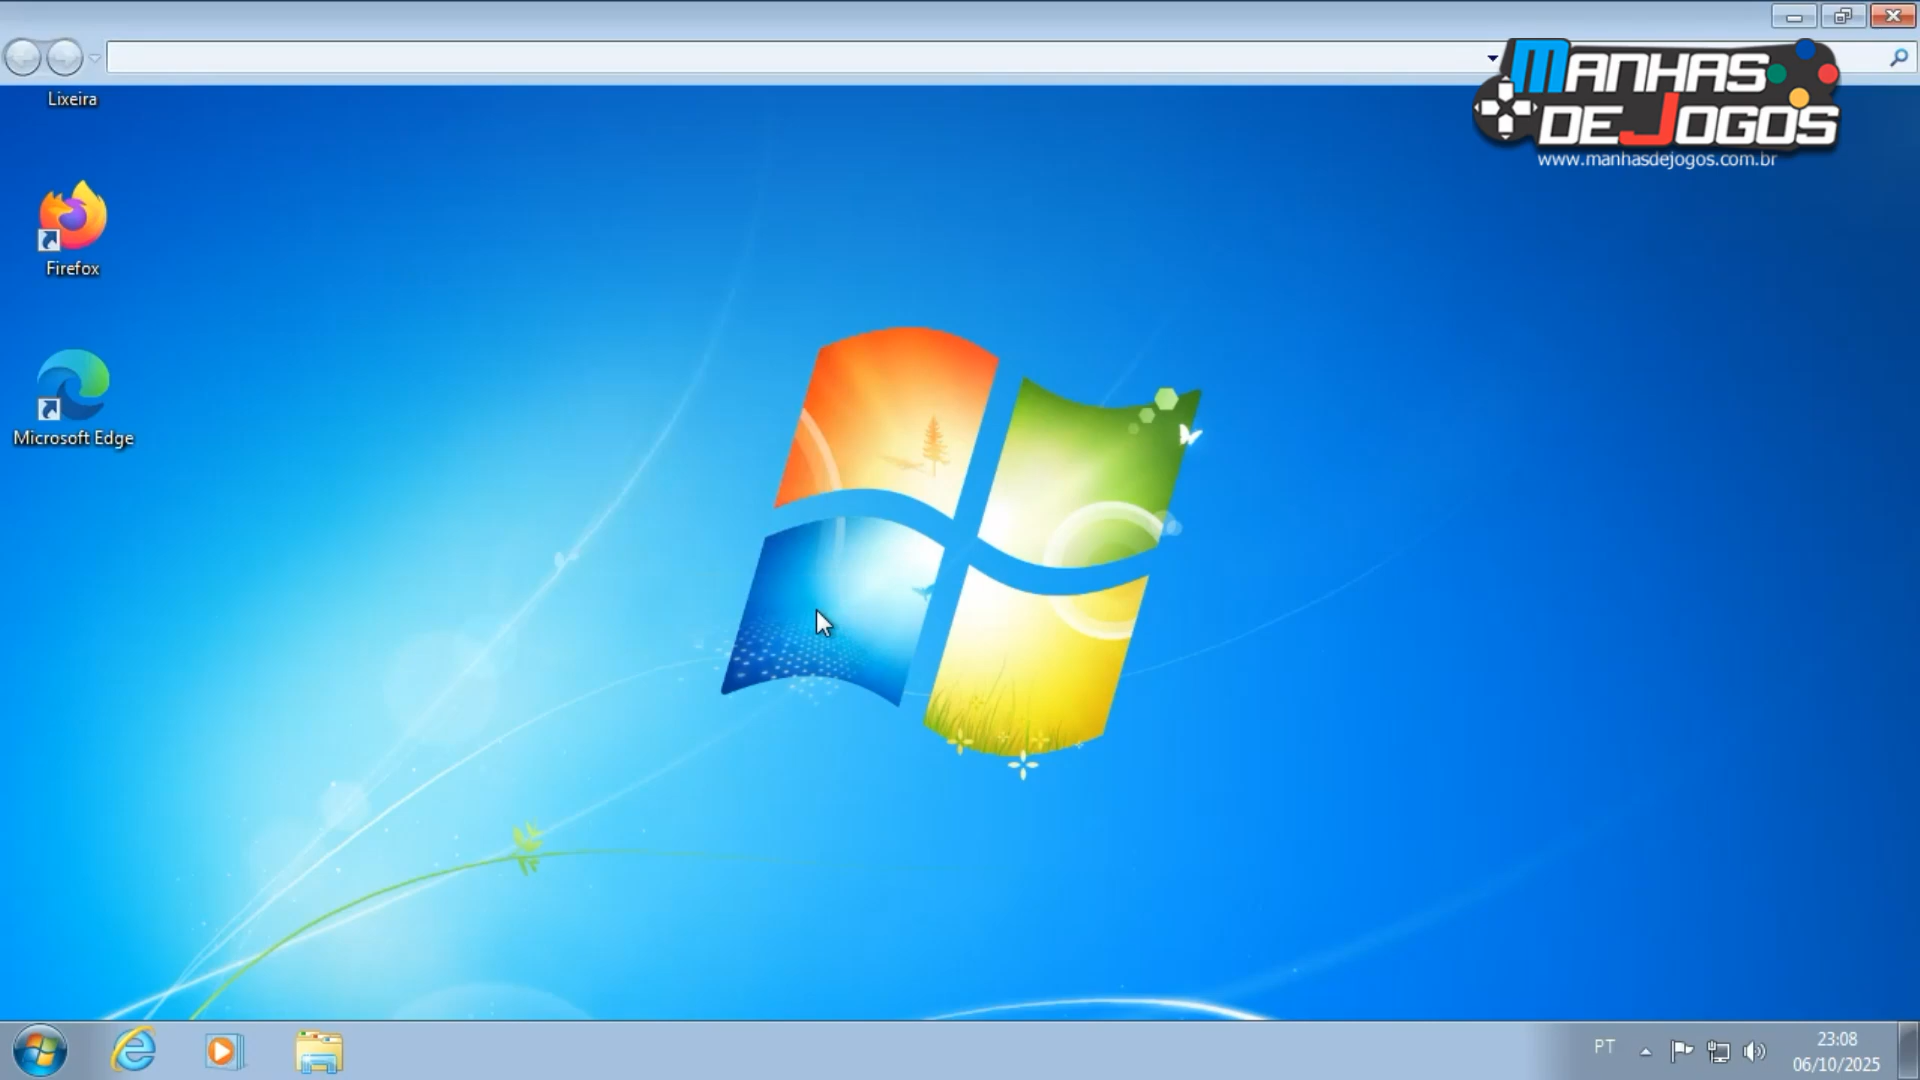 MANHAS
DE JOGOS
www.manhasdejogos.com.br
Lixeira
Firefox
Microsoft Edge
PT
23:08
06/10/2025